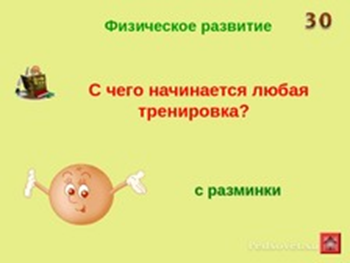 Физическое развитие
30
С чего начинается любая
тренировка?
с разминки